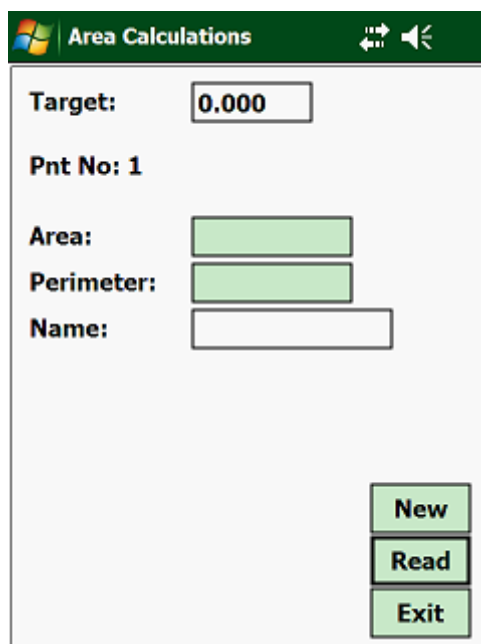 Area Calculations
Target: 0.000
Pnt No: 1
Area:
Perimeter:
Name:
New
Read
Exit